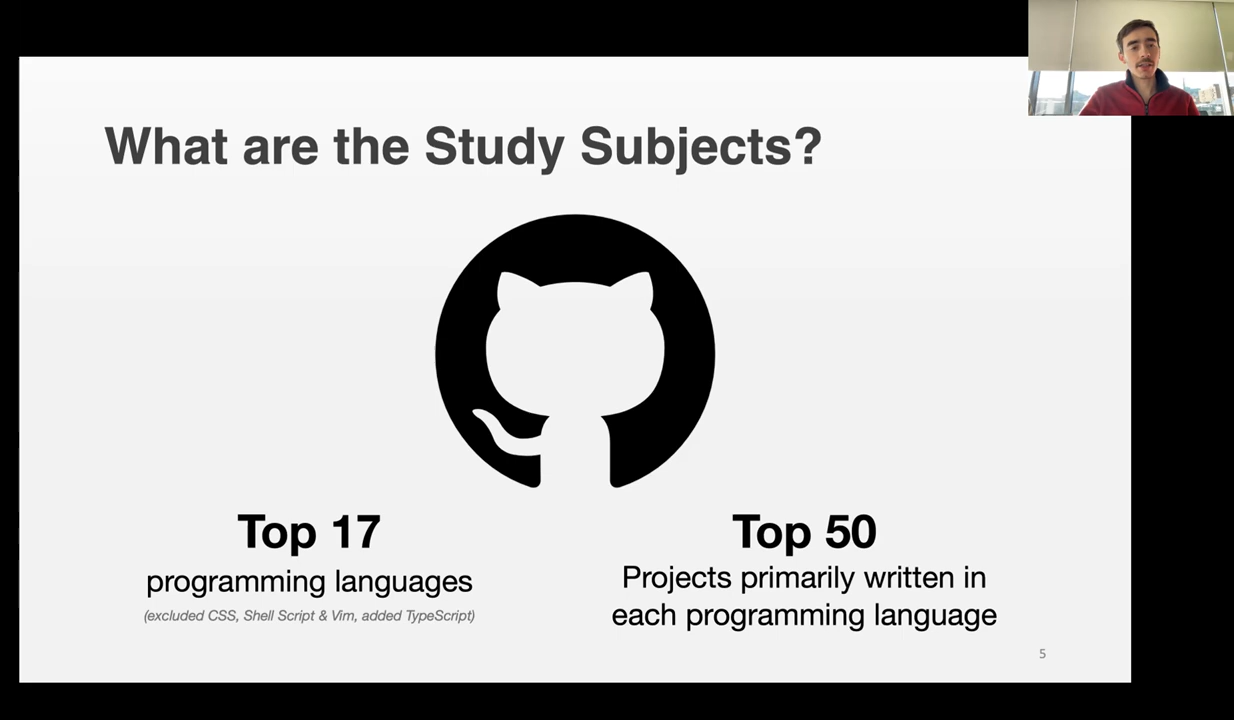 What are the Study Subjects?
Top 17
programming languages
(excluded CSS, Shell Script & Vim, added TypeScript)
Top 50
Projects primarily written in
each programming language
5